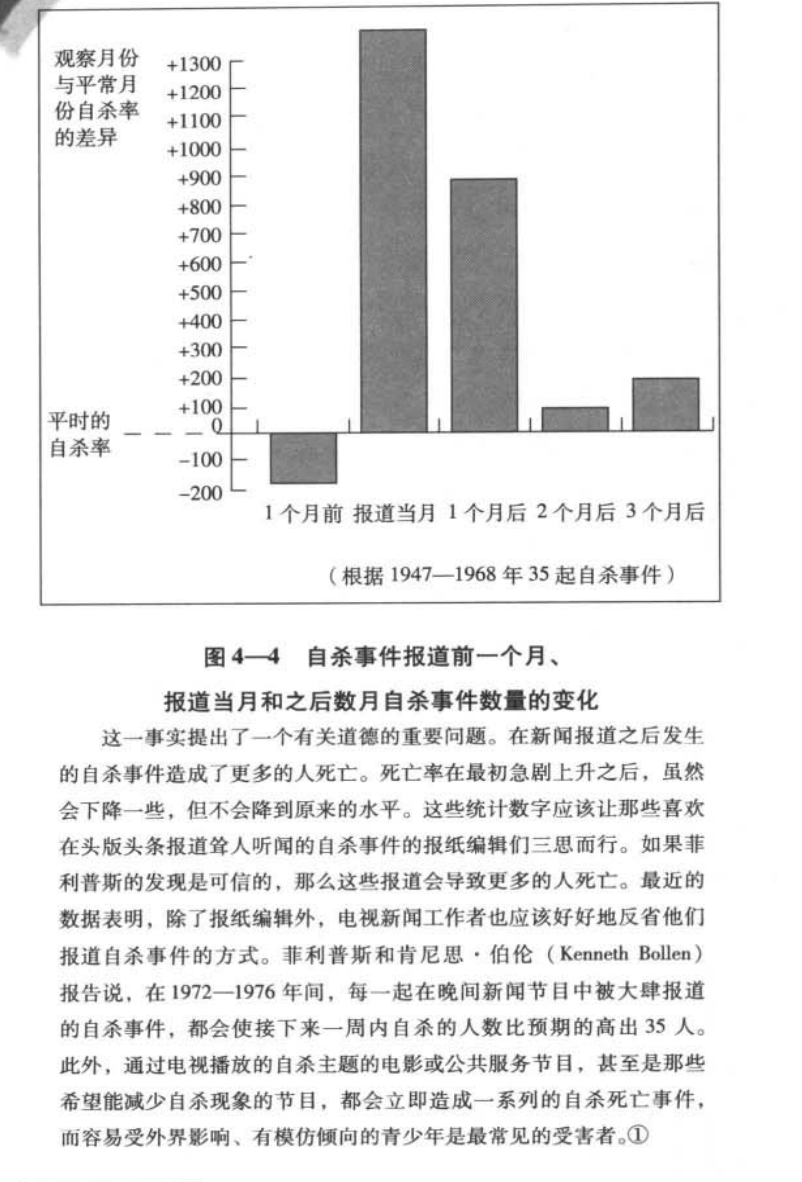 观察月份
与平常月
份自杀率
的差异
+1300
+1200
+1100
+1000
+900
+800
+700
+600
+500
+400
+300
+200
+100
0
-100
-200
平时的
自杀率
1 个月前 报道当月 1 个月后 2 个月后 3 个月后
（根据 1947—1968 年 35 起自杀事件）
图 4—4 自杀事件报道前一个月、
报道当月和之后数月自杀事件数量的变化
这一事实提出了一个有关道德的重要问题。在新闻报道之后发生
的自杀事件造成了更多的人死亡。死亡率在最初急剧上升之后，虽然
会下降一些，但不会降到原来的水平。这些统计数字应该让那些喜欢
在头版头条报道耸人听闻的自杀事件的报纸编辑们三思而行。如果菲
利普斯的发现是可信的，那么这些报道会导致更多的人死亡。最近的
数据表明，除了报纸编辑外，电视新闻工作者也应该好好地反省他们
报道自杀事件的方式。菲利普斯和肯尼思·伯伦（Kenneth Bollen）
报告说，在 1972—1976 年间，每一起在晚间新闻节目中被大肆报道
的自杀事件，都会使接下来一周内自杀的人数比预期的高出 35 人。
此外，通过电视播放的自杀主题的电影或公共服务节目，甚至是那些
希望能减少自杀现象的节目，都会立即造成一系列的自杀死亡事件，
而容易受外界影响、有模仿倾向的青少年是最常见的受害者。①